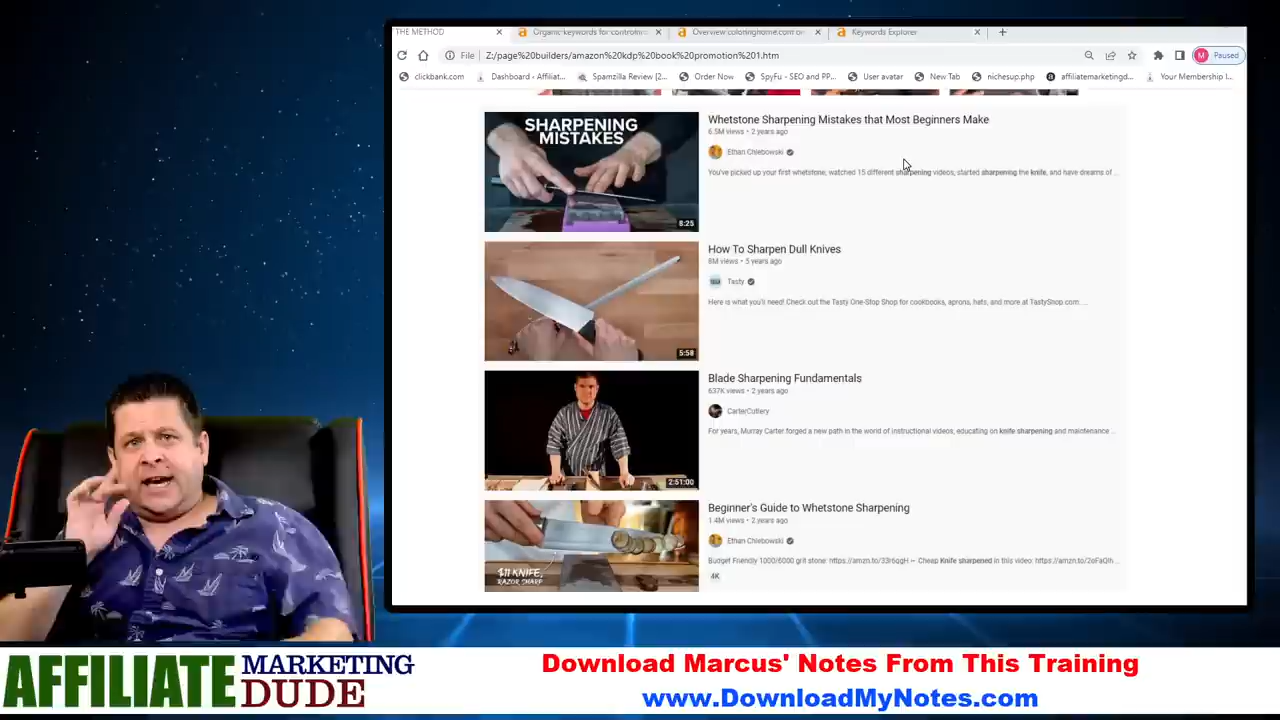 THE METHOD
Organic keywords for controlm
Overview coloringhome.com on
Keywords Explorer
File
Z:/page%20builders/amazon%20kdp%20book%20promotion%201.htm
M Paused
clickbank.com
Dashboard - Affiliat...
Spamzilla Review [2...
Order Now
SpyFu - SEO and PP...
User avatar
New Tab
nichesup.php
affiliatemarketingd...
Your Membership I...
SHARPENING
MISTAKES
8:25
Whetstone Sharpening Mistakes that Most Beginners Make
6.5M views • 2 years ago
Ethan Chlebowski
You've picked up your first whetstone, watched 15 different sharpening videos, started sharpening the knife, and have dreams of ...
5:58
How To Sharpen Dull Knives
8M views • 5 years ago
Tasty
Here is what you'll need! Check out the Tasty One-Stop Shop for cookbooks, aprons, hats, and more at TastyShop.com: ...
2:51:00
Blade Sharpening Fundamentals
637K views • 2 years ago
CarterCutlery
For years, Murray Carter forged a new path in the world of instructional videos, educating on knife sharpening and maintenance ...
$11 KNIFE,
RAZOR SHARP
Beginner's Guide to Whetstone Sharpening
1.4M views • 2 years ago
Ethan Chlebowski
Budget Friendly 1000/6000 grit stone: https://amzn.to/33r6qgH ~ Cheap Knife sharpened in this video: https://amzn.to/2oFaQIh...
4K
AFFILIATE MARKETING DUDE
Download Marcus' Notes From This Training
www.DownloadMyNotes.com